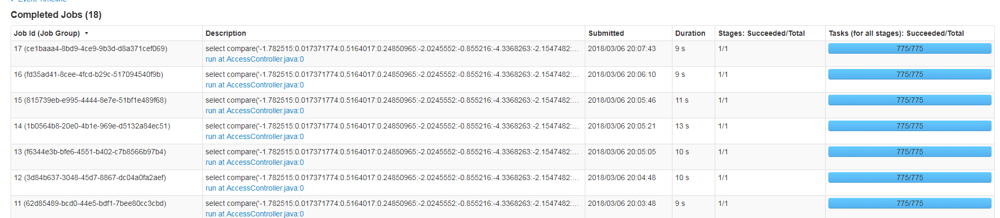 Event Timeline
Completed Jobs (18)
Job Id (Job Group) Description Submitted Duration Stages: Succeeded/Total Tasks (for all stages): Succeeded/Total
17 (ce1baaa4-8bd9-4ce9-9b3d-d8a371cef069) select compare('-1.782515:0.017371774:0.5164017:0.24850965:-2.0245552:-0.855216:-4.3368263:-2.1547482:... 2018/03/06 20:07:43 9 s 1/1 775/775
run at AccessController.java:0
16 (fd35ad41-8cee-4fcd-b29c-517094540f9b) select compare('-1.782515:0.017371774:0.5164017:0.24850965:-2.0245552:-0.855216:-4.3368263:-2.1547482:... 2018/03/06 20:06:10 9 s 1/1 775/775
run at AccessController.java:0
15 (815739eb-e995-4444-8e7e-51bf1e489f68) select compare('-1.782515:0.017371774:0.5164017:0.24850965:-2.0245552:-0.855216:-4.3368263:-2.1547482:... 2018/03/06 20:05:46 11 s 1/1 775/775
run at AccessController.java:0
14 (1b0564b8-20e0-4b1e-969e-d5132a84ec51) select compare('-1.782515:0.017371774:0.5164017:0.24850965:-2.0245552:-0.855216:-4.3368263:-2.1547482:... 2018/03/06 20:05:21 13 s 1/1 775/775
run at AccessController.java:0
13 (f6344e3b-bfe6-4551-b402-c7b8566b97b4) select compare('-1.782515:0.017371774:0.5164017:0.24850965:-2.0245552:-0.855216:-4.3368263:-2.1547482:... 2018/03/06 20:05:05 10 s 1/1 775/775
run at AccessController.java:0
12 (3d84b637-3048-45d7-8867-dc04a0fa2aef) select compare('-1.782515:0.017371774:0.5164017:0.24850965:-2.0245552:-0.855216:-4.3368263:-2.1547482:... 2018/03/06 20:04:48 10 s 1/1 775/775
run at AccessController.java:0
11 (62d85489-bcd0-44e5-bdf1-7bee80cc3cbd) select compare('-1.782515:0.017371774:0.5164017:0.24850965:-2.0245552:-0.855216:-4.3368263:-2.1547482:... 2018/03/06 20:03:48 9 s 1/1 775/775
run at AccessController.java:0